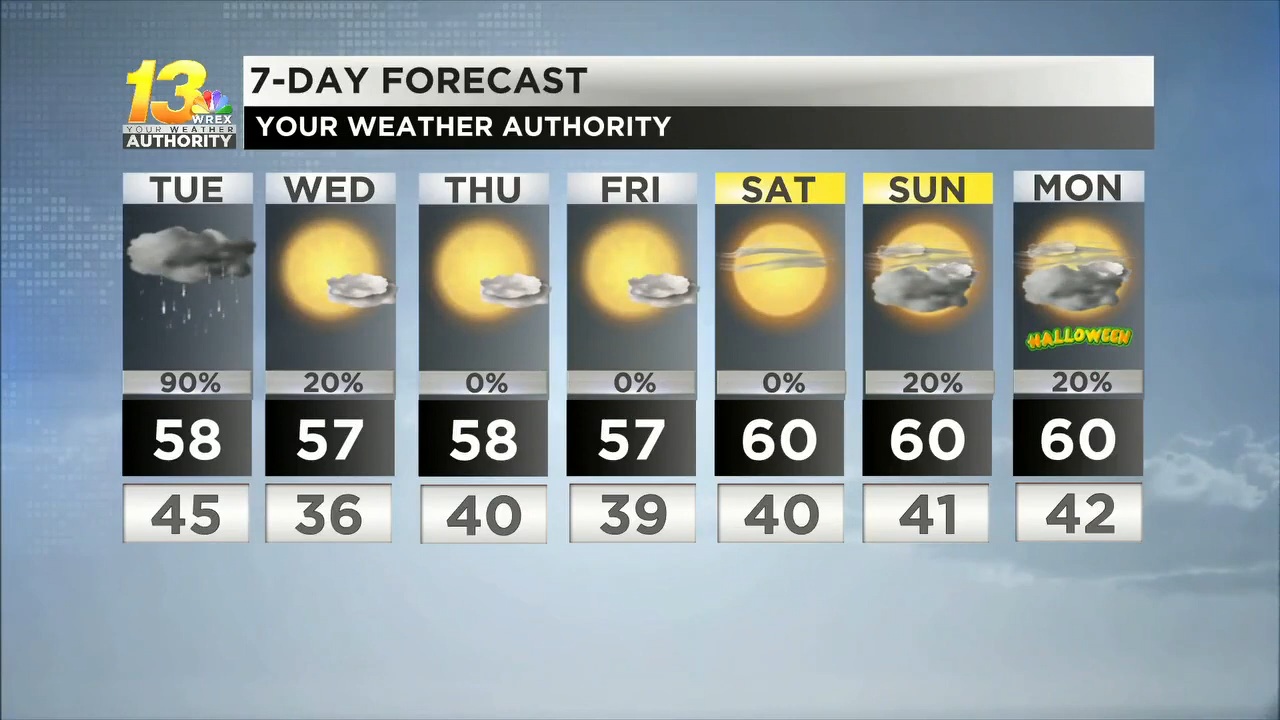 13
WREX
YOUR WEATHER
AUTHORITY
7-DAY FORECAST
YOUR WEATHER AUTHORITY
TUE WED THU FRI SAT SUN MON
HALLOWEEN
90% 20% 0% 0% 0% 20% 20%
58 57 58 57 60 60 60
45 36 40 39 40 41 42